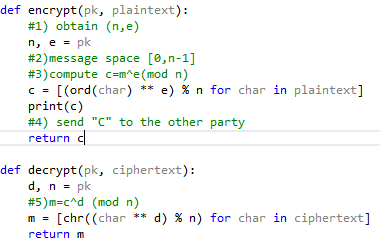 def encrypt(pk, plaintext):
    #1) obtain (n,e)
    n, e = pk
    #2)message space [0,n-1]
    #3)compute c=m^e(mod n)
    c = [(ord(char) ** e) % n for char in plaintext]
    print(c)
    #4) send "C" to the other party
    return c
def decrypt(pk, ciphertext):
    d, n = pk
    #5)m=c^d (mod n)
    m = [chr((char ** d) % n) for char in ciphertext]
    return m